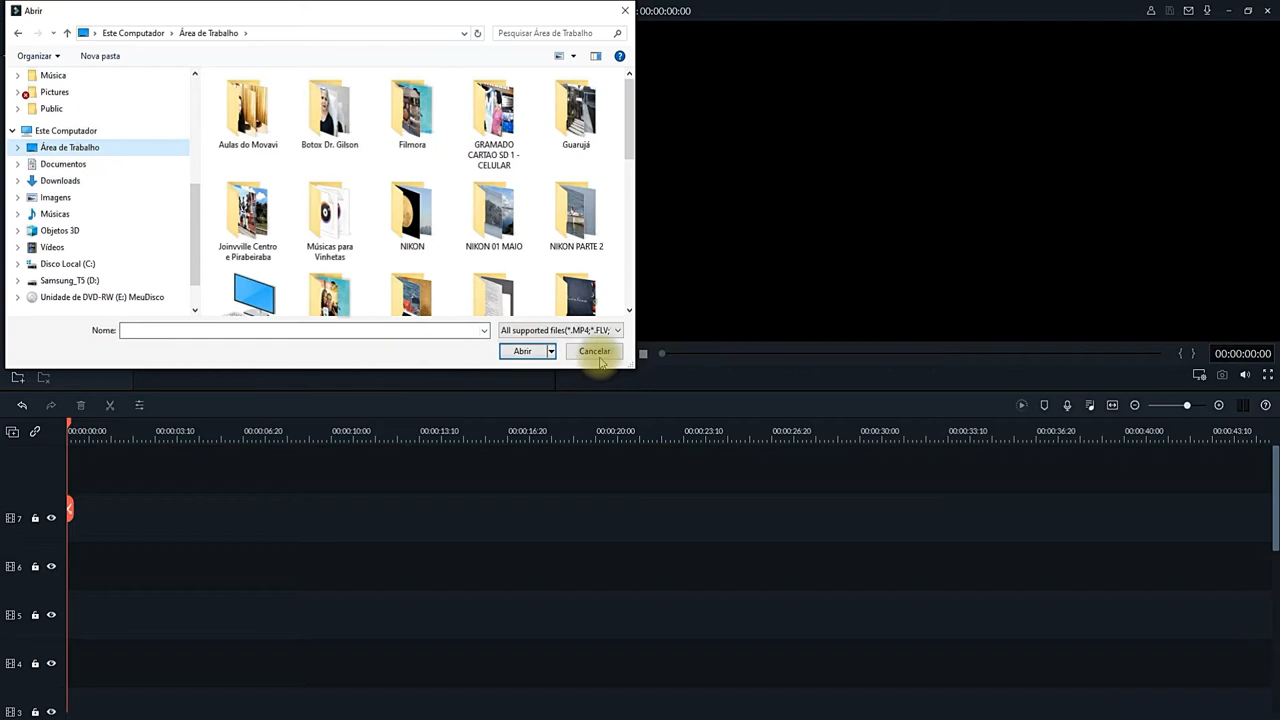 Abrir
: 00:00:00:00
Este Computador
Área de Trabalho
Pesquisar Área de Trabalho
Organizar
Nova pasta
Música
Pictures
Public
Este Computador
Área de Trabalho
Documentos
Downloads
Imagens
Músicas
Objetos 3D
Vídeos
Disco Local (C:)
Samsung_T5 (D:)
Unidade de DVD-RW (E:) MeuDisco
Aulas do Movavi
Botox Dr. Gilson
Filmora
GRAMADO
CARTAO SD 1 -
CELULAR
Guarujá
Joinvville Centro
e Pirabeiraba
Músicas para
Vinhetas
NIKON
NIKON 01 MAIO
NIKON PARTE 2
Nome:
All supported files(*.MP4;*.FLV;
Abrir
Cancelar
00:00:00:00
00:00:00:00
00:00:03:10
00:00:06:20
00:00:10:00
00:00:13:10
00:00:16:20
00:00:20:00
00:00:23:10
00:00:26:20
00:00:30:00
00:00:33:10
00:00:36:20
00:00:40:00
00:00:43:10
7
6
5
4
3